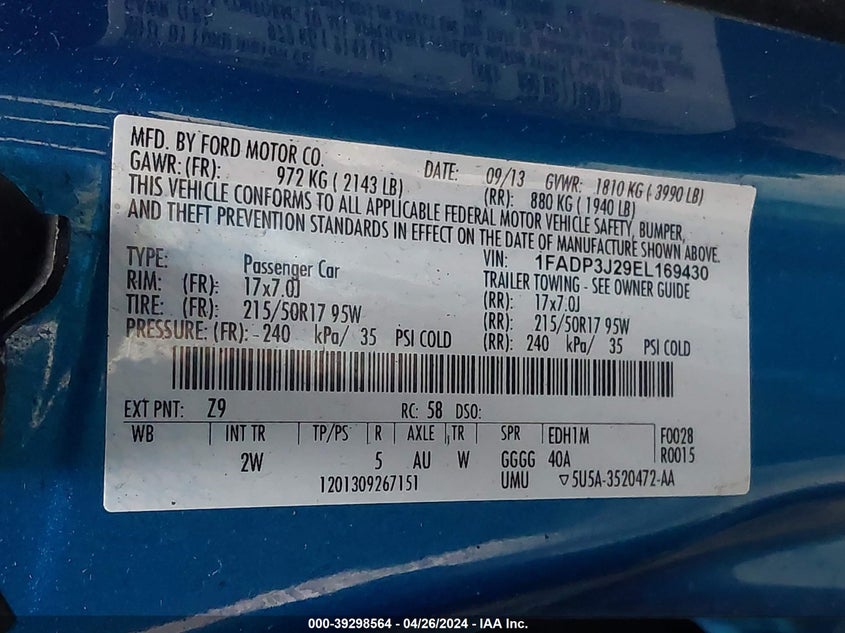 MFD. BY FORD MOTOR CO.
DATE: 09/13 GVWR: 1810 KG ( 3990 LB)
GAWR: (FR): 972 KG ( 2143 LB) (RR): 880 KG ( 1940 LB)
THIS VEHICLE CONFORMS TO ALL APPLICABLE FEDERAL MOTOR VEHICLE SAFETY, BUMPER,
AND THEFT PREVENTION STANDARDS IN EFFECT ON THE DATE OF MANUFACTURE SHOWN ABOVE.
VIN: 1FADP3J29EL169430
TYPE: Passenger Car TRAILER TOWING - SEE OWNER GUIDE
RIM: (FR): 17x7.0J (RR): 17x7.0J
TIRE: (FR): 215/50R17 95W (RR): 215/50R17 95W
PRESSURE: (FR): 240 kPa/ 35 PSI COLD (RR): 240 kPa/ 35 PSI COLD
EXT PNT: Z9 RC: 58 DSO:
WB INT TR TP/PS R AXLE TR SPR EDH1M F0028
2W 5 AU W GGGG 40A R0015
1201309267151 UMU ▽5U5A-3520472-AA
000-39298564 / 04/26/2024 - IAA Inc.